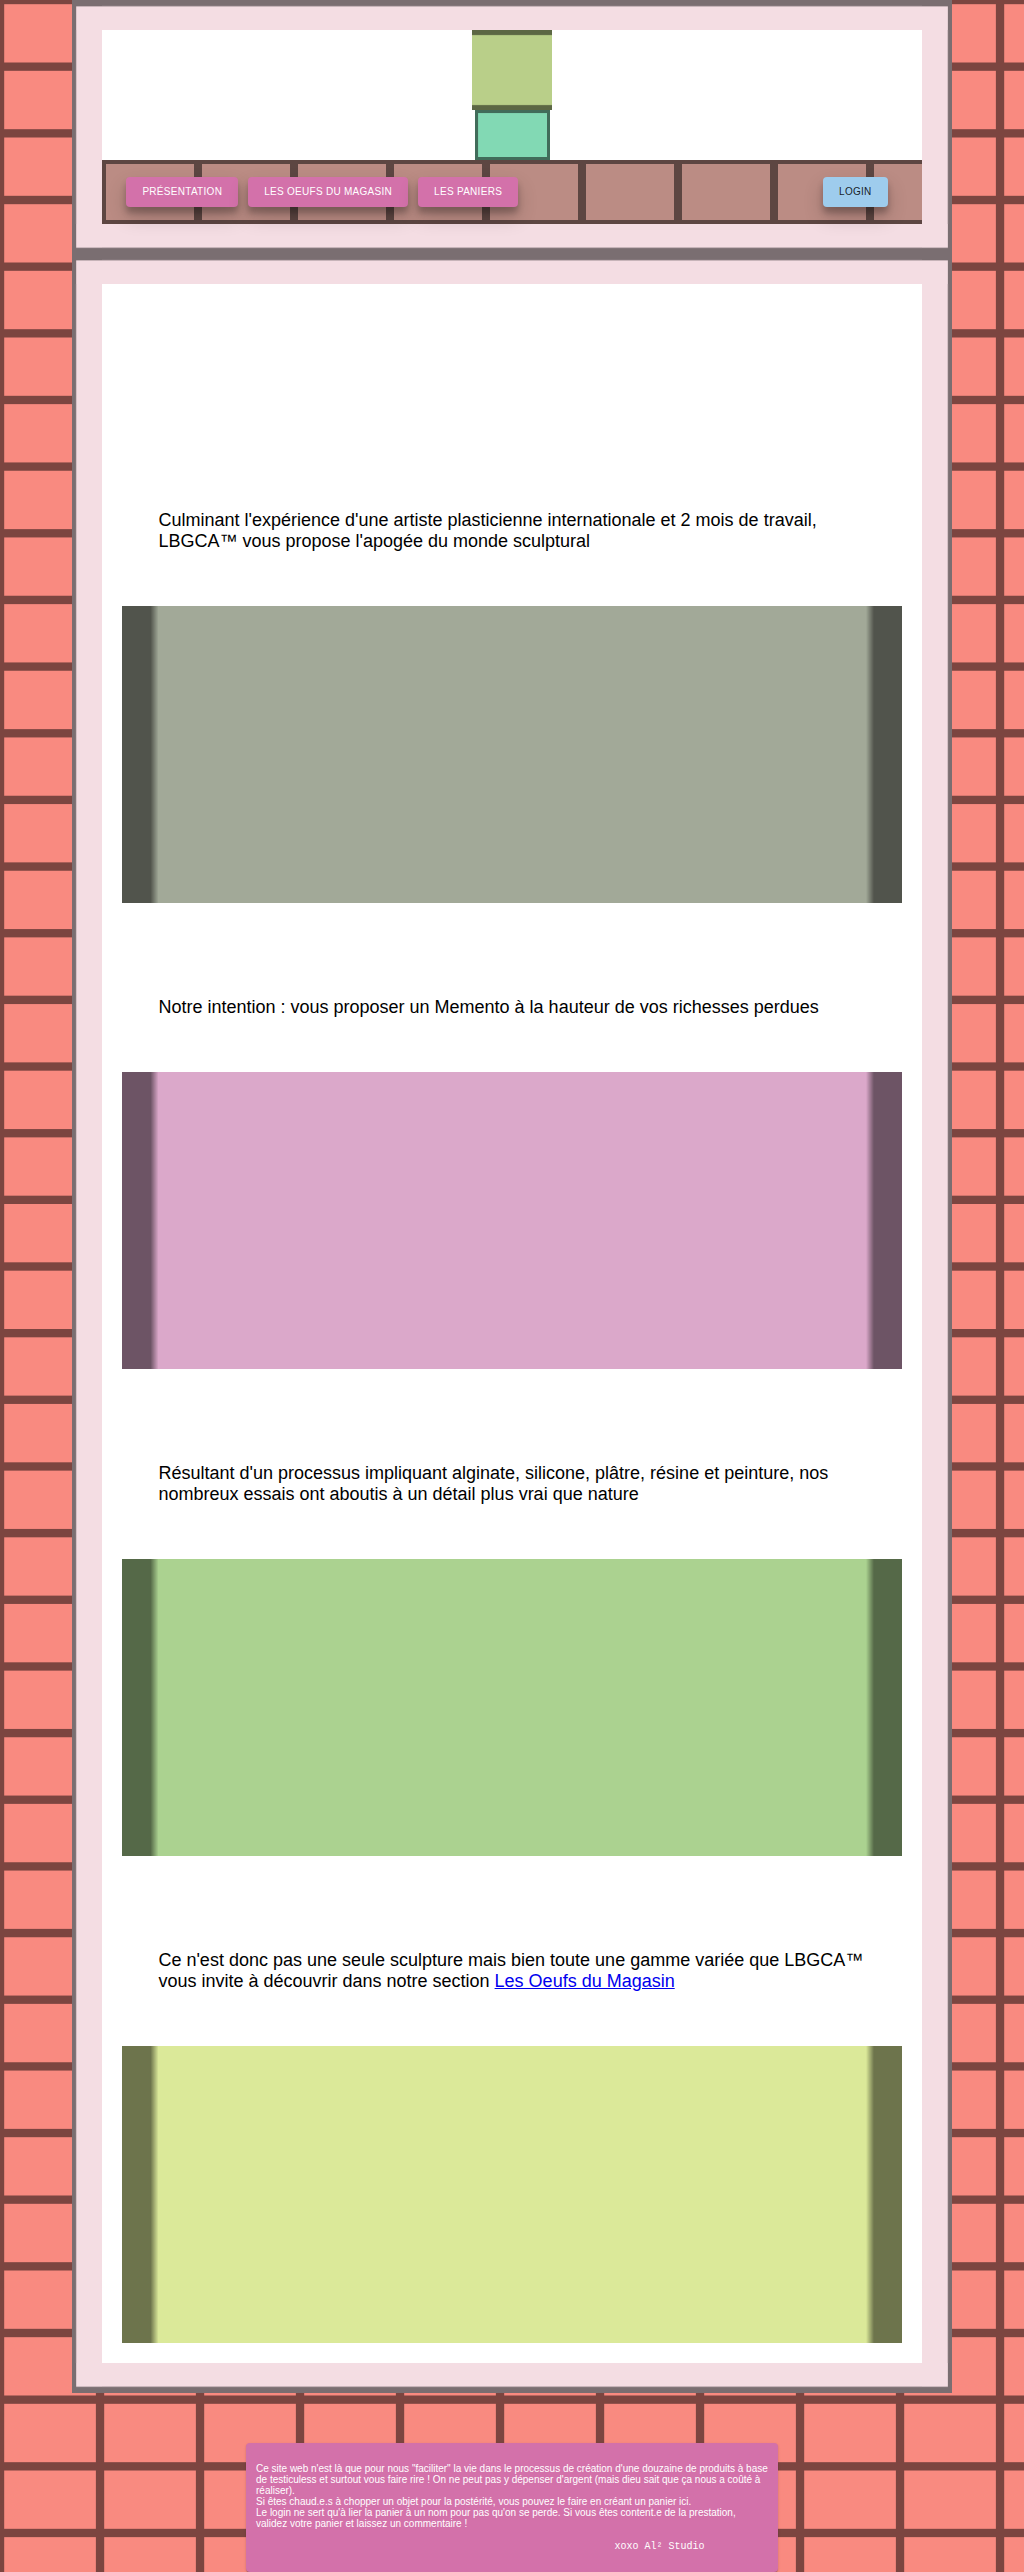 PRÉSENTATION
LES OEUFS DU MAGASIN
LES PANIERS
LOGIN
Culminant l'expérience d'une artiste plasticienne internationale et 2 mois de travail,
LBGCA™ vous propose l'apogée du monde sculptural
Notre intention : vous proposer un Memento à la hauteur de vos richesses perdues
Résultant d'un processus impliquant alginate, silicone, plâtre, résine et peinture, nos
nombreux essais ont aboutis à un détail plus vrai que nature
Ce n'est donc pas une seule sculpture mais bien toute une gamme variée que LBGCA™
vous invite à découvrir dans notre section Les Oeufs du Magasin
Ce site web n'est là que pour nous "faciliter" la vie dans le processus de création d'une douzaine de produits à base
de testiculess et surtout vous faire rire ! On ne peut pas y dépenser d'argent (mais dieu sait que ça nous a coûté à
réaliser).
Si êtes chaud.e.s à chopper un objet pour la postérité, vous pouvez le faire en créant un panier ici.
Le login ne sert qu'à lier la panier à un nom pour pas qu'on se perde. Si vous êtes content.e de la prestation,
validez votre panier et laissez un commentaire !
xoxo Al² Studio